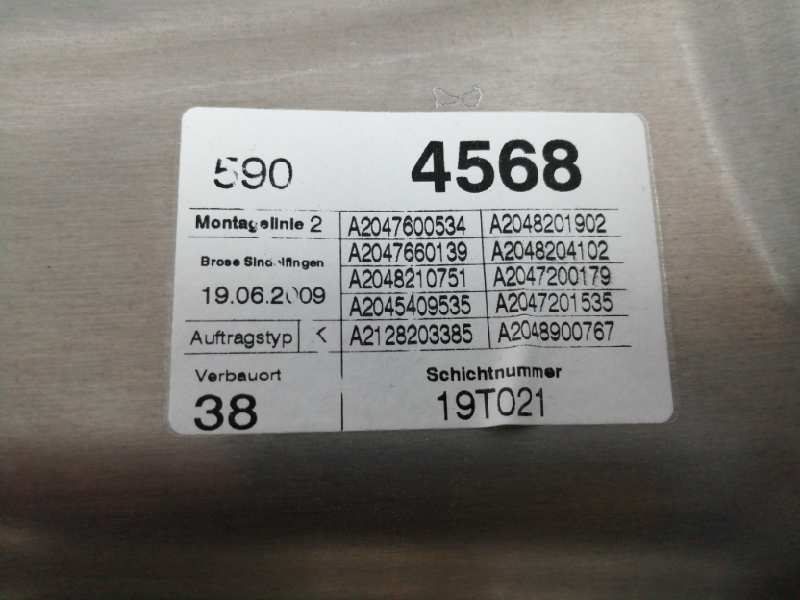 590 4568
Montagelinie 2 A2047600534 A2048201902
A2047660139 A2048204102
Brose Sindelfingen A2048210751 A2047200179
19.06.2009 A2045409535 A2047201535
Auftragstyp < A2128203385 A2048900767
Verbauort Schichtnummer
38 19T021